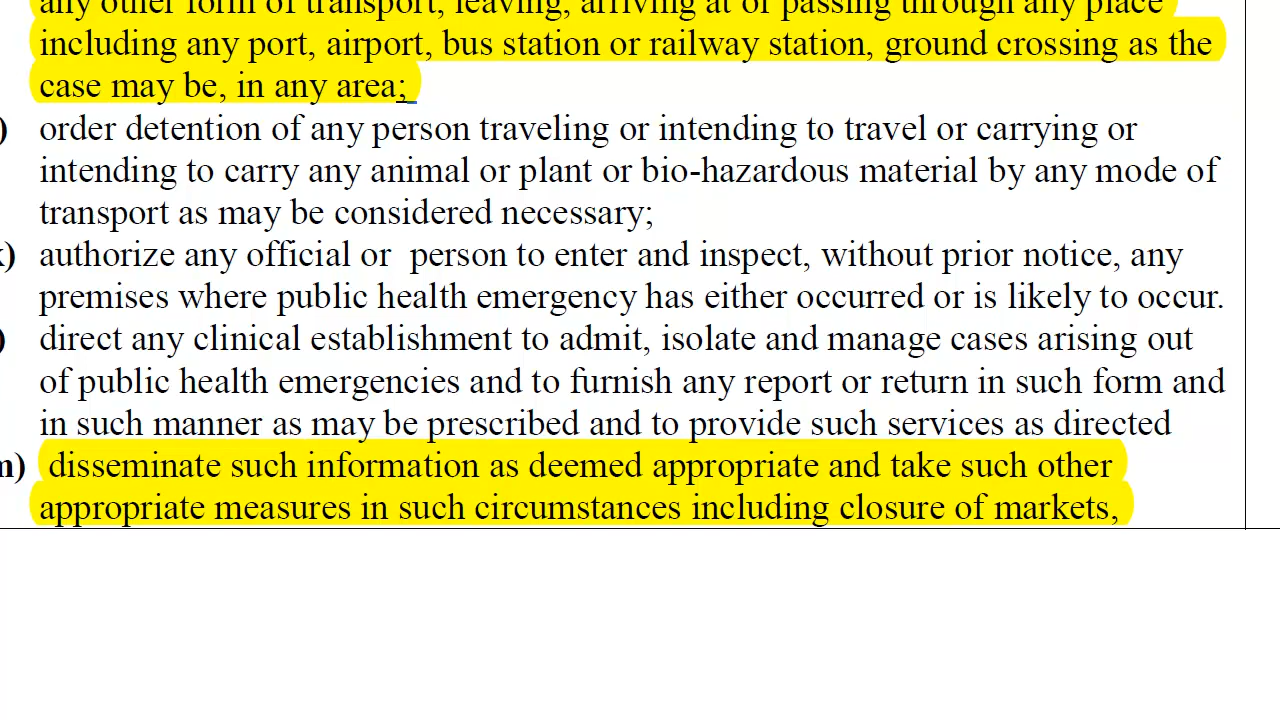 any other form of transport, leaving, arriving at or passing through any place
including any port, airport, bus station or railway station, ground crossing as the
case may be, in any area;
) order detention of any person traveling or intending to travel or carrying or
intending to carry any animal or plant or bio-hazardous material by any mode of
transport as may be considered necessary;
) authorize any official or person to enter and inspect, without prior notice, any
premises where public health emergency has either occurred or is likely to occur.
) direct any clinical establishment to admit, isolate and manage cases arising out
of public health emergencies and to furnish any report or return in such form and
in such manner as may be prescribed and to provide such services as directed
) disseminate such information as deemed appropriate and take such other
appropriate measures in such circumstances including closure of markets,